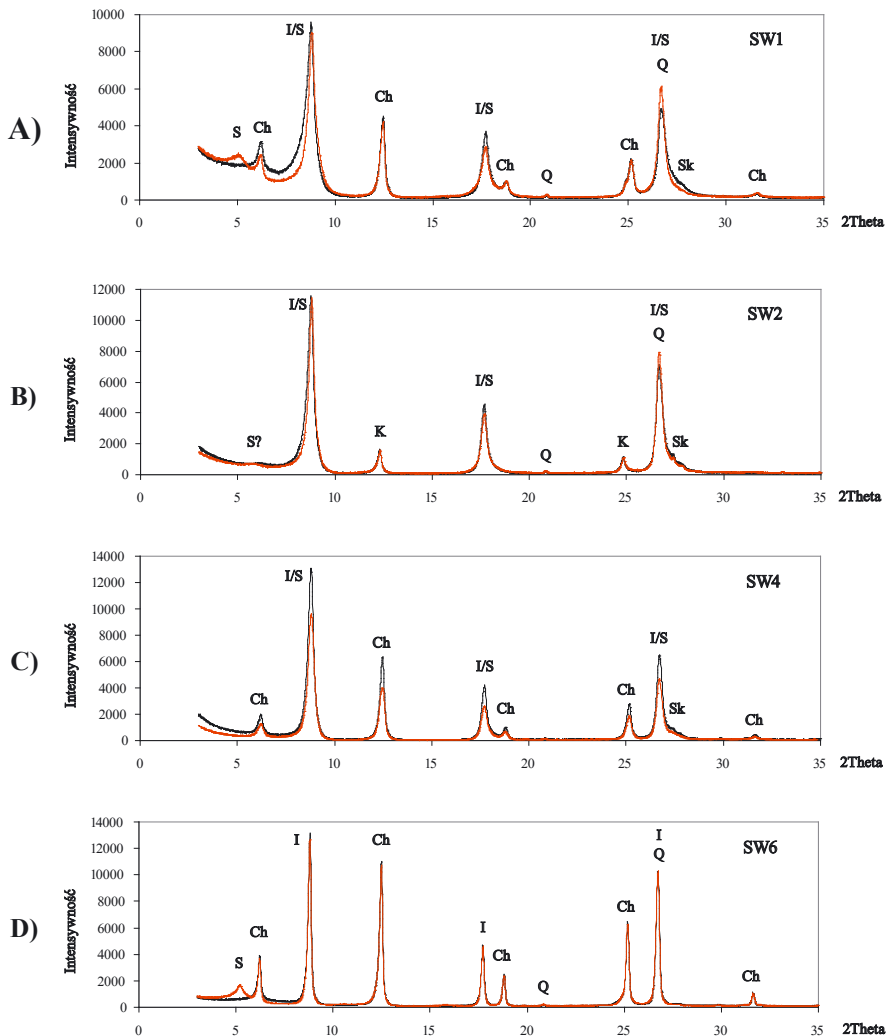 A)
Intensywność
10000
8000
6000
4000
2000
0
S
Ch
I/S
Ch
I/S
Ch
Q
Ch
I/S
Q
Sk
Ch
SW1
0 5 10 15 20 25 30 35
2Theta
B)
Intensywność
12000
10000
8000
6000
4000
2000
0
S?
I/S
K
I/S
Q
K
I/S
Q
Sk
SW2
0 5 10 15 20 25 30 35
2Theta
C)
Intensywność
14000
12000
10000
8000
6000
4000
2000
0
Ch
I/S
Ch
I/S
Ch
Ch
I/S
Sk
Ch
SW4
0 5 10 15 20 25 30 35
2Theta
D)
Intensywność
14000
12000
10000
8000
6000
4000
2000
0
S
Ch
I
Ch
I
Ch
Q
Ch
I
Q
Ch
SW6
0 5 10 15 20 25 30 35
2Theta